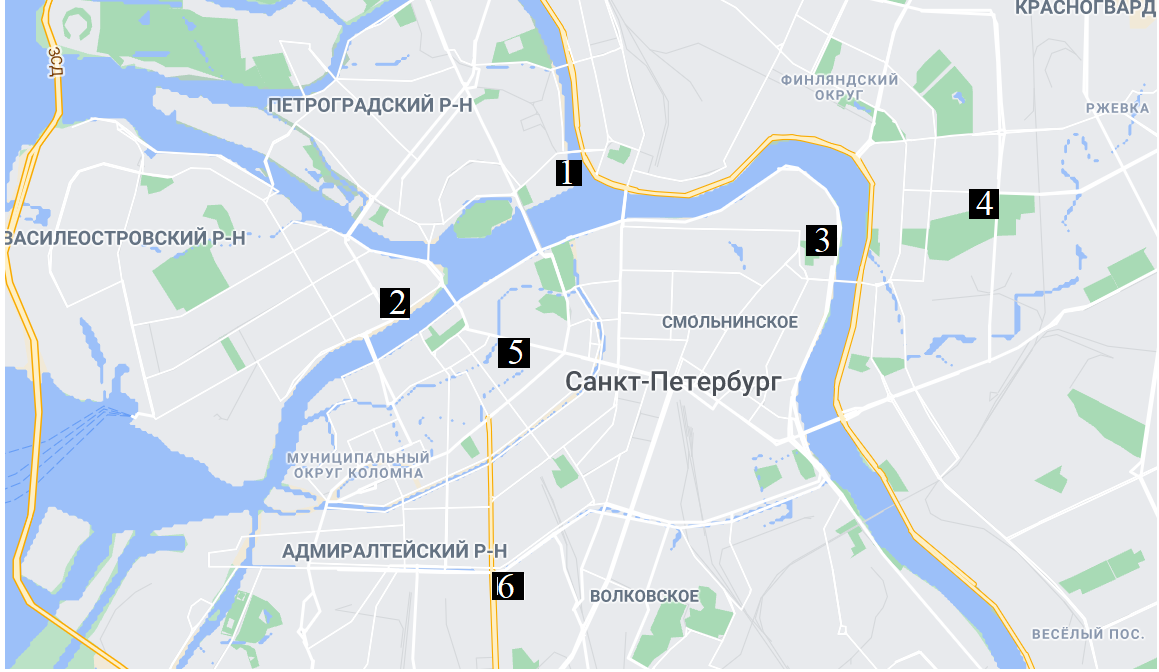 КРАСНОГВАРД
ЗСД
ФИНЛЯНДСКИЙ
ОКРУГ
ПЕТРОГРАДСКИЙ Р-Н
РЖЕВКА
1
4
ВАСИЛЕОСТРОВСКИЙ Р-Н
3
2
СМОЛЬНИНСКОЕ
5
Санкт-Петербург
МУНИЦИПАЛЬНЫЙ
ОКРУГ КОЛОМНА
АДМИРАЛТЕЙСКИЙ Р-Н
6
ВОЛКОВСКОЕ
ВЕСЁЛЫЙ ПОС.